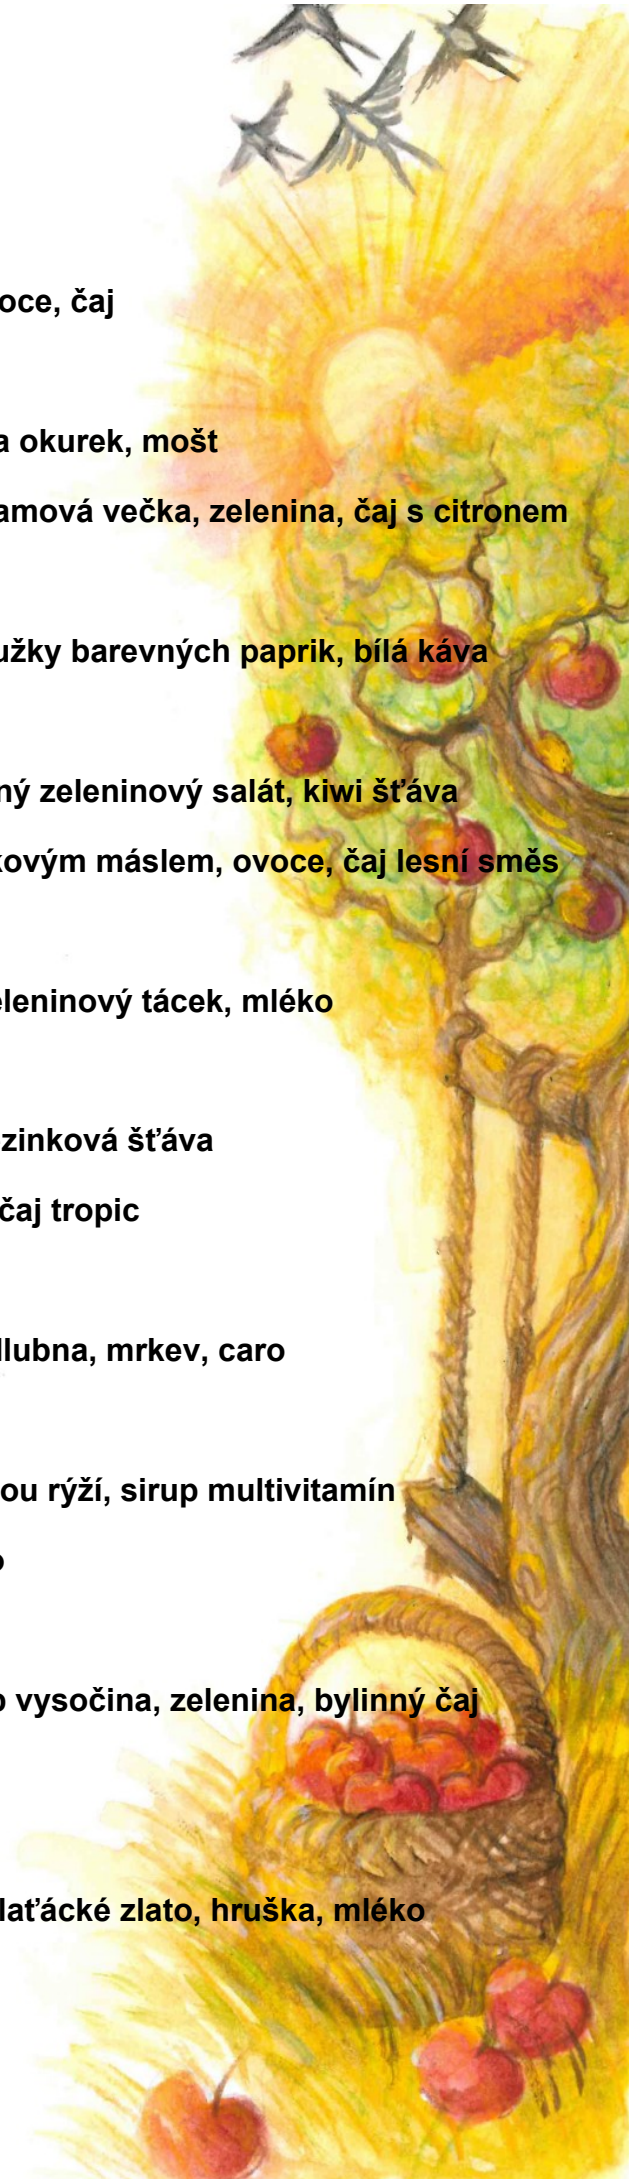 oce, čaj
a okurek, mošt
amová večka, zelenina, čaj s citronem
užky barevných paprik, bílá káva
ný zeleninový salát, kiwi šťáva
kovým máslem, ovoce, čaj lesní směs
eleninový tácek, mléko
zinková šťáva
čaj tropic
dlubna, mrkev, caro
ou rýží, sirup multivitamín
o
o vysočina, zelenina, bylinný čaj
laťácké zlato, hruška, mléko